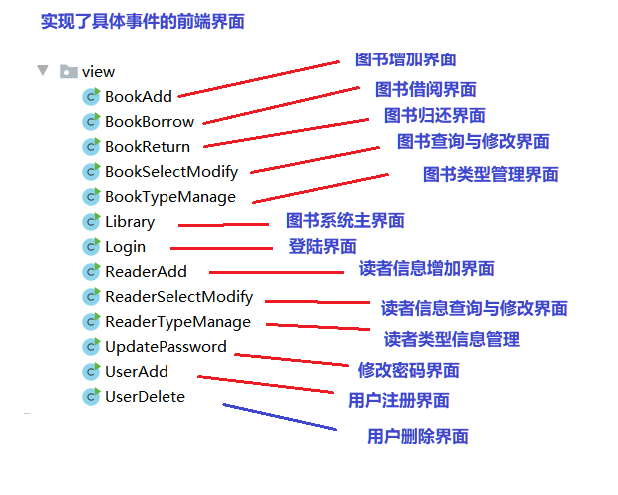 实现了具体事件的前端界面
view
BookAdd 图书增加界面
BookBorrow 图书借阅界面
BookReturn 图书归还界面
BookSelectModify 图书查询与修改界面
BookTypeManage 图书类型管理界面
Library 图书系统主界面
Login 登陆界面
ReaderAdd 读者信息增加界面
ReaderSelectModify 读者信息查询与修改界面
ReaderTypeManage 读者类型信息管理
UpdatePassword 修改密码界面
UserAdd 用户注册界面
UserDelete 用户删除界面